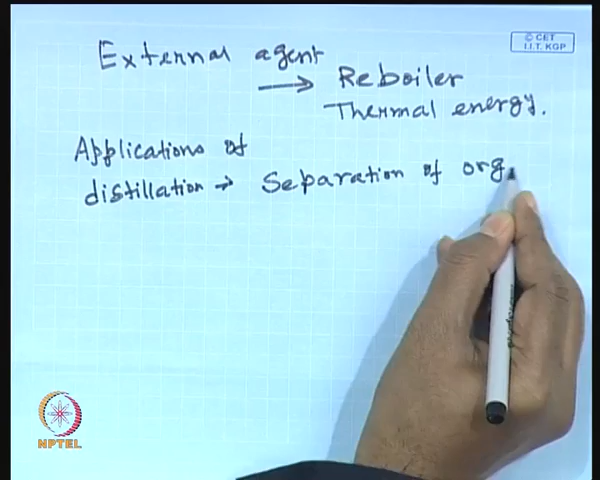 External agent
→ Reboiler
Thermal energy.
Applications of
distillation → Separation of org
© CET
I.I.T. KGP
NPTEL